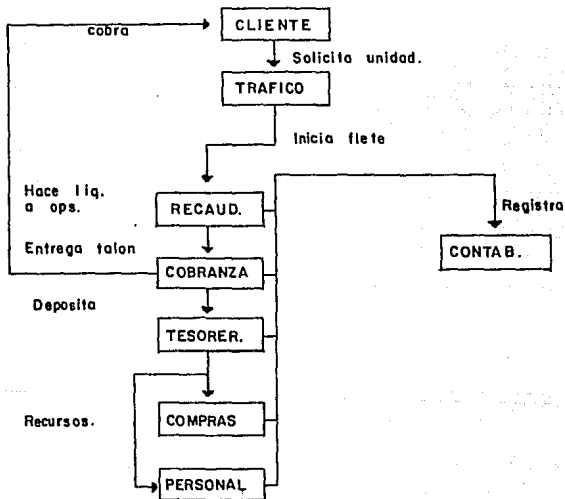 cobra
CLIENTE
Solicita unidad.
TRAFICO
Inicia flete
Hace liq.
a ops.
RECAUD.
Registra
Entrega talon
COBRANZA
CONTAB.
Deposita
TESORER.
Recursos.
COMPRAS
PERSONAL